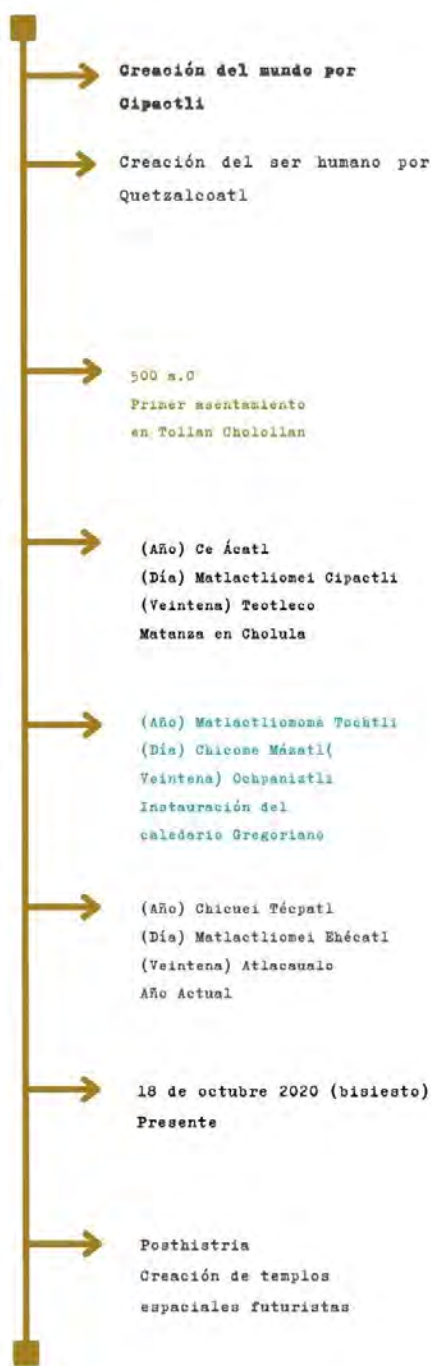 Creación del mundo por
Cipactli
Creación del ser humano por
Quetzalcoatl
500 a.C
Primer asentamiento
en Tollan Cholollan
(Año) Ce Ácatl
(Día) Matlactliomei Cipactli
(Veintena) Teotleco
Matanza en Cholula
(Año) Matlactliomome Tochtli
(Día) Chicome Mázatl(
Veintena) Ochpaniztli
Instauración del
caledario Gregoriano
(Año) Chicuei Técpatl
(Día) Matlactliomei Ehécatl
(Veintena) Atlacaualo
Año Actual
18 de octubre 2020 (bisiesto)
Presente
Posthistria
Creación de templos
espaciales futuristas